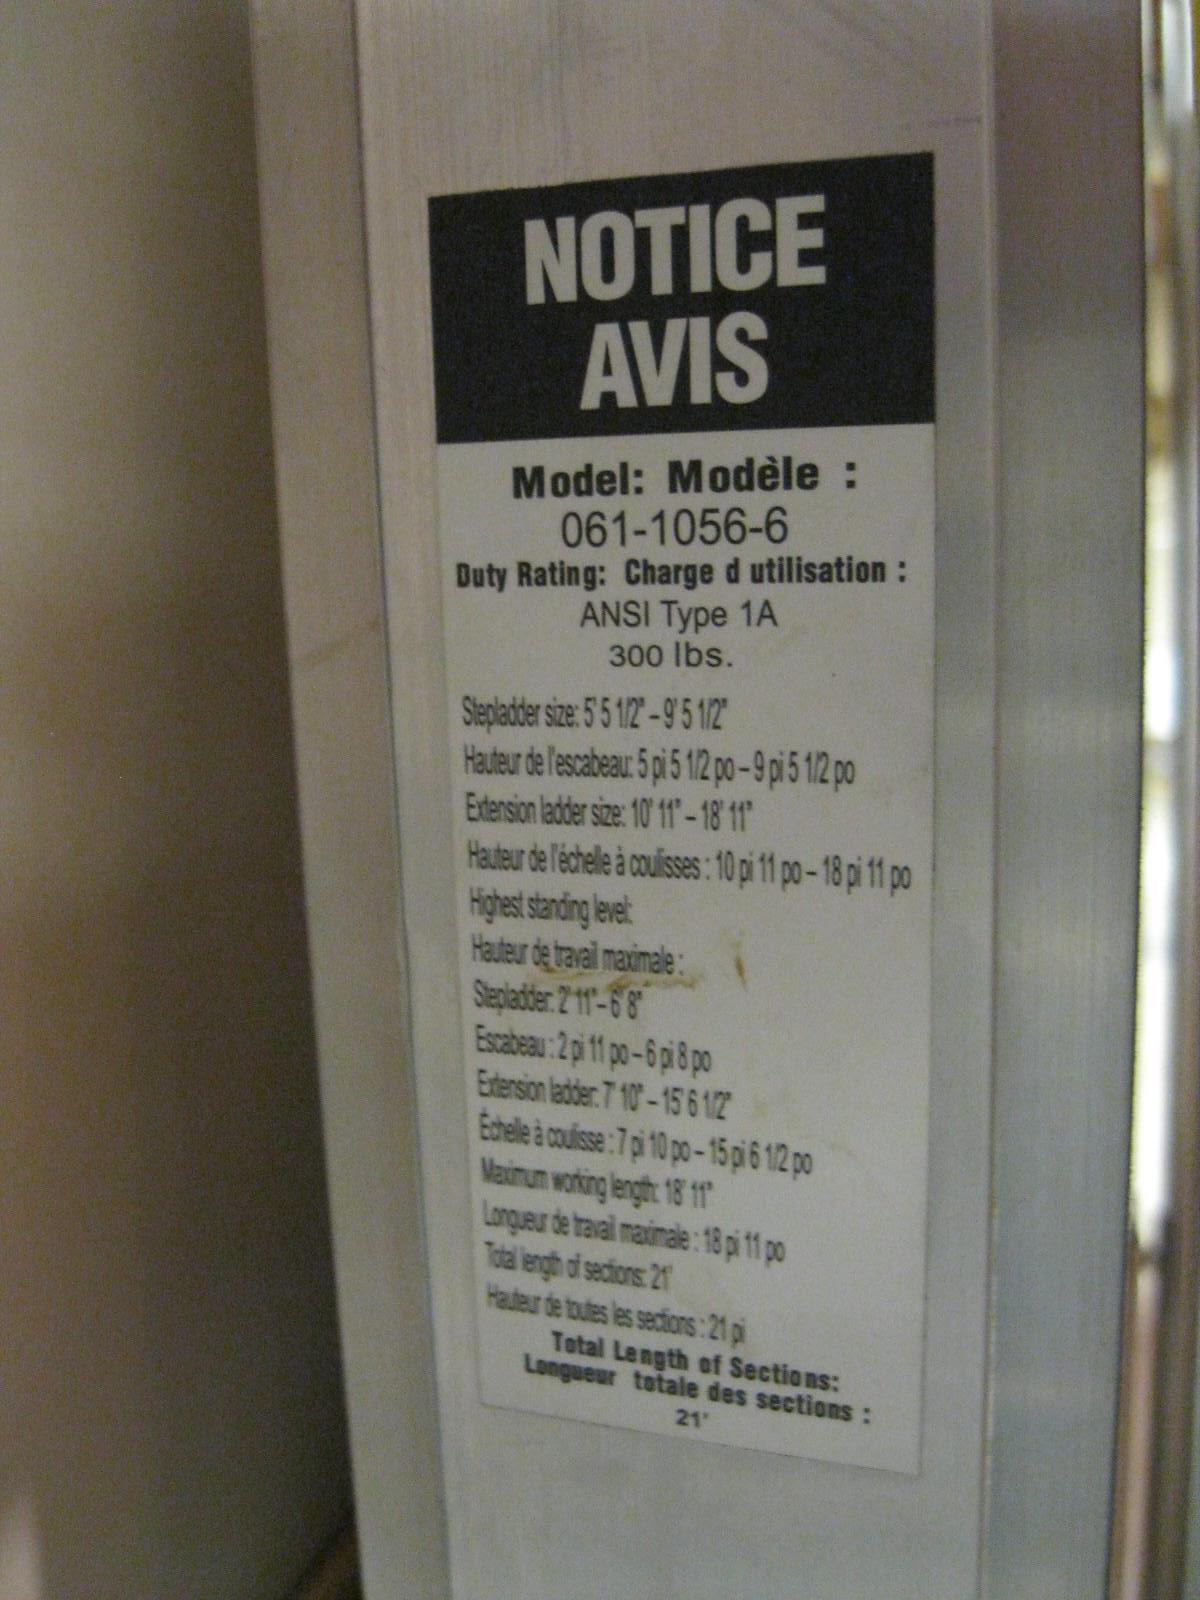 NOTICE
AVIS
Model: Modèle :
061-1056-6
Duty Rating: Charge d utilisation :
ANSI Type 1A
300 lbs.
Stepladder size: 5' 5 1/2" – 9' 5 1/2"
Hauteur de l'escabeau: 5 pi 5 1/2 po – 9 pi 5 1/2 po
Extension ladder size: 10' 11" – 18' 11"
Hauteur de l'échelle à coulisses : 10 pi 11 po – 18 pi 11 po
Highest standing level:
Hauteur de travail maximale :
Stepladder: 2' 11"– 6' 8"
Escabeau : 2 pi 11 po – 6 pi 8 po
Extension ladder: 7' 10" – 15' 6 1/2"
Échelle à coulisse : 7 pi 10 po – 15 pi 6 1/2 po
Maximum working length: 18' 11"
Longueur de travail maximale : 18 pi 11 po
Total length of sections: 21'
Hauteur de toutes les sections : 21 pi
Total Length of Sections:
Longueur totale des sections :
21'